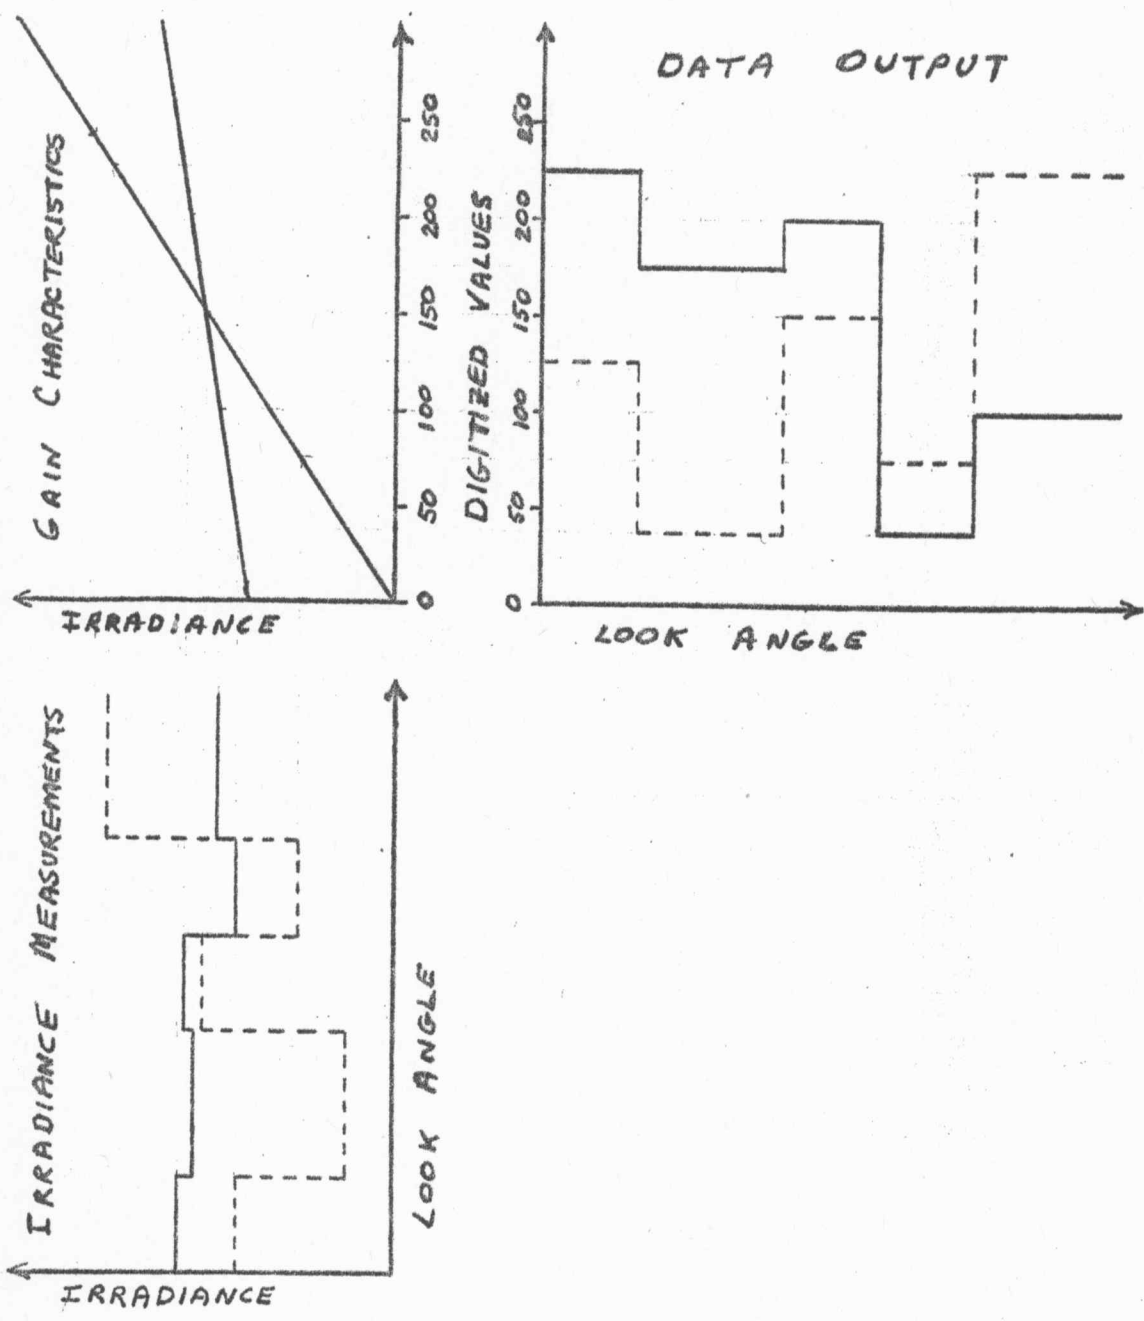 GAIN CHARACTERISTICS
250
200
150
100
50
0
IRRADIANCE
DATA OUTPUT
DIGITIZED VALUES
250
200
150
100
50
0
LOOK ANGLE
IRRADIANCE MEASUREMENTS
LOOK ANGLE
IRRADIANCE